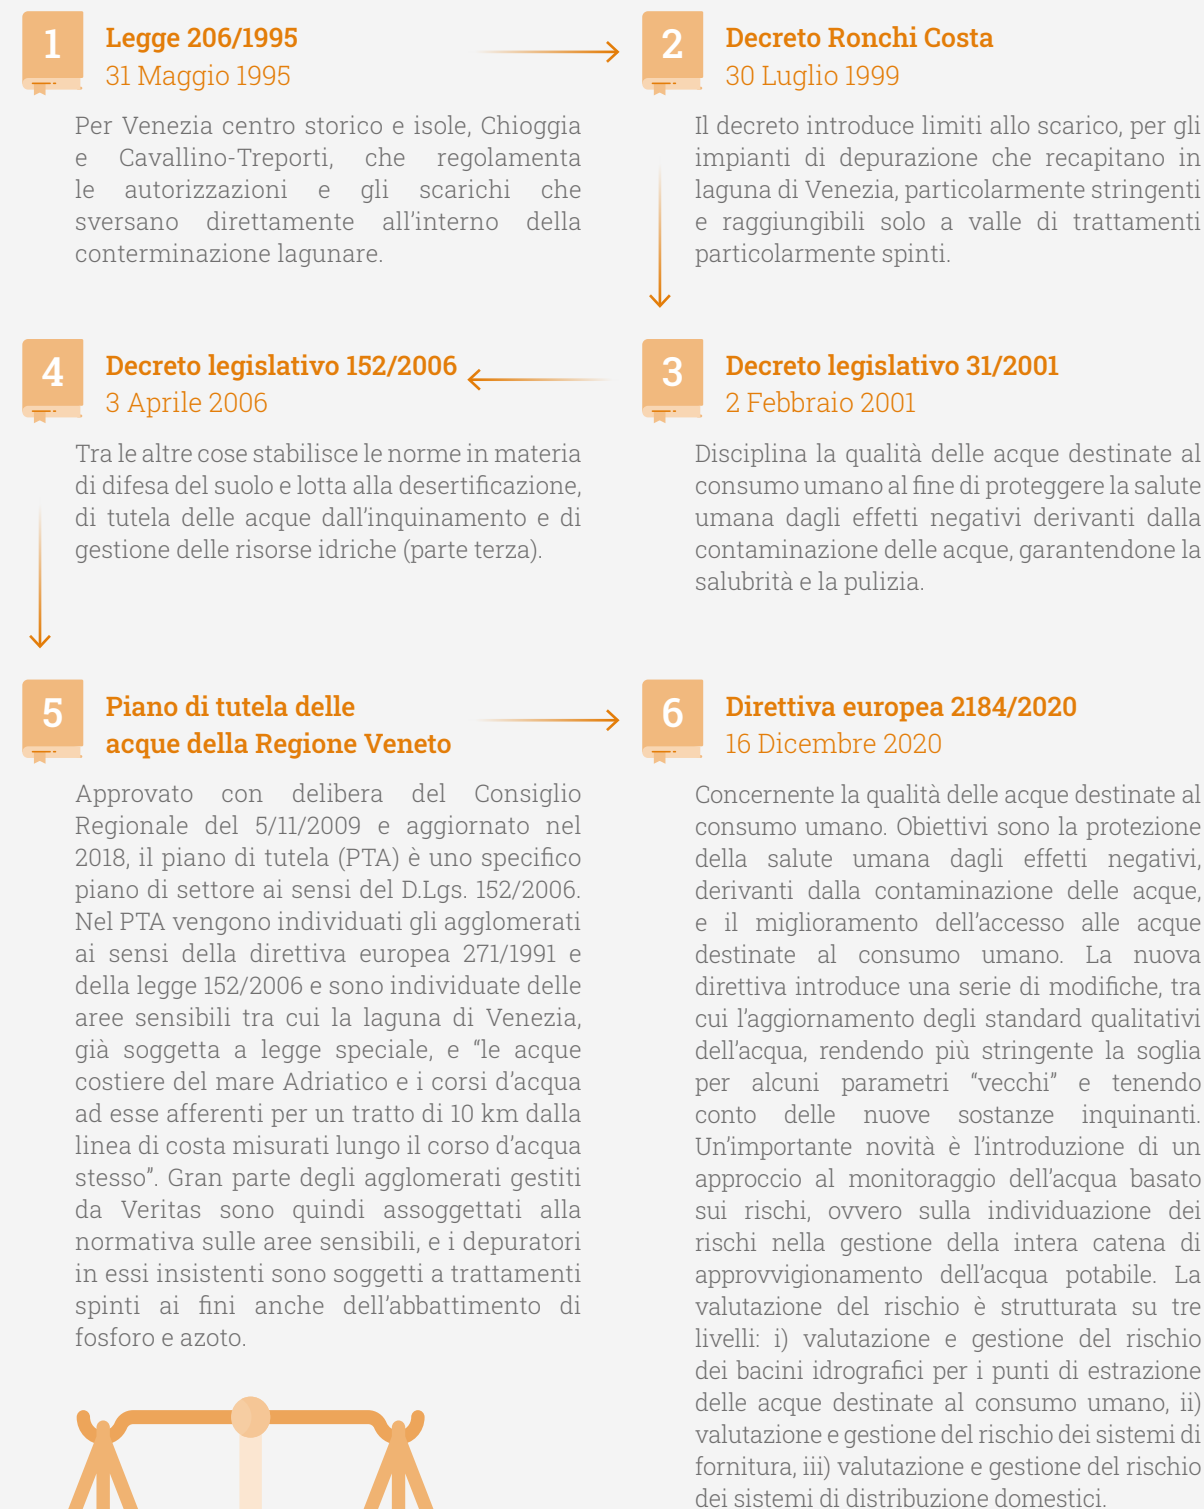 1
Legge 206/1995
31 Maggio 1995
Per Venezia centro storico e isole, Chioggia
e Cavallino-Treporti, che regolamenta
le autorizzazioni e gli scarichi che
sversano direttamente all'interno della
conterminazione lagunare.
2
Decreto Ronchi Costa
30 Luglio 1999
Il decreto introduce limiti allo scarico, per gli
impianti di depurazione che recapitano in
laguna di Venezia, particolarmente stringenti
e raggiungibili solo a valle di trattamenti
particolarmente spinti.
3
Decreto legislativo 31/2001
2 Febbraio 2001
Disciplina la qualità delle acque destinate al
consumo umano al fine di proteggere la salute
umana dagli effetti negativi derivanti dalla
contaminazione delle acque, garantendone la
salubrità e la pulizia.
4
Decreto legislativo 152/2006
3 Aprile 2006
Tra le altre cose stabilisce le norme in materia
di difesa del suolo e lotta alla desertificazione,
di tutela delle acque dall'inquinamento e di
gestione delle risorse idriche (parte terza).
5
Piano di tutela delle
acque della Regione Veneto
Approvato con delibera del Consiglio
Regionale del 5/11/2009 e aggiornato nel
2018, il piano di tutela (PTA) è uno specifico
piano di settore ai sensi del D.Lgs. 152/2006.
Nel PTA vengono individuati gli agglomerati
ai sensi della direttiva europea 271/1991 e
della legge 152/2006 e sono individuate delle
aree sensibili tra cui la laguna di Venezia,
già soggetta a legge speciale, e “le acque
costiere del mare Adriatico e i corsi d'acqua
ad esse afferenti per un tratto di 10 km dalla
linea di costa misurati lungo il corso d'acqua
stesso”. Gran parte degli agglomerati gestiti
da Veritas sono quindi assoggettati alla
normativa sulle aree sensibili, e i depuratori
in essi insistenti sono soggetti a trattamenti
spinti ai fini anche dell'abbattimento di
fosforo e azoto.
6
Direttiva europea 2184/2020
16 Dicembre 2020
Concernente la qualità delle acque destinate al
consumo umano. Obiettivi sono la protezione
della salute umana dagli effetti negativi,
derivanti dalla contaminazione delle acque,
e il miglioramento dell'accesso alle acque
destinate al consumo umano. La nuova
direttiva introduce una serie di modifiche, tra
cui l'aggiornamento degli standard qualitativi
dell'acqua, rendendo più stringente la soglia
per alcuni parametri “vecchi” e tenendo
conto delle nuove sostanze inquinanti.
Un'importante novità è l'introduzione di un
approccio al monitoraggio dell'acqua basato
sui rischi, ovvero sulla individuazione dei
rischi nella gestione della intera catena di
approvvigionamento dell'acqua potabile. La
valutazione del rischio è strutturata su tre
livelli: i) valutazione e gestione del rischio
dei bacini idrografici per i punti di estrazione
delle acque destinate al consumo umano, ii)
valutazione e gestione del rischio dei sistemi di
fornitura, iii) valutazione e gestione del rischio
dei sistemi di distribuzione domestici.